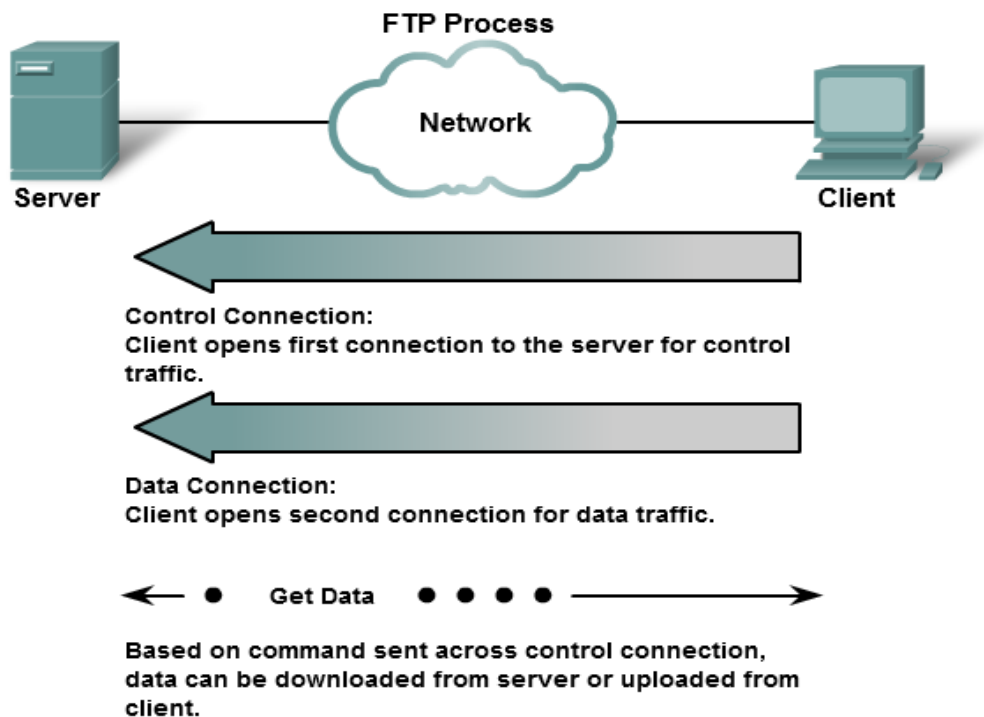 FTP Process
Network
Server
Client
Control Connection:
Client opens first connection to the server for control
traffic.
Data Connection:
Client opens second connection for data traffic.
Get Data
Based on command sent across control connection,
data can be downloaded from server or uploaded from
client.